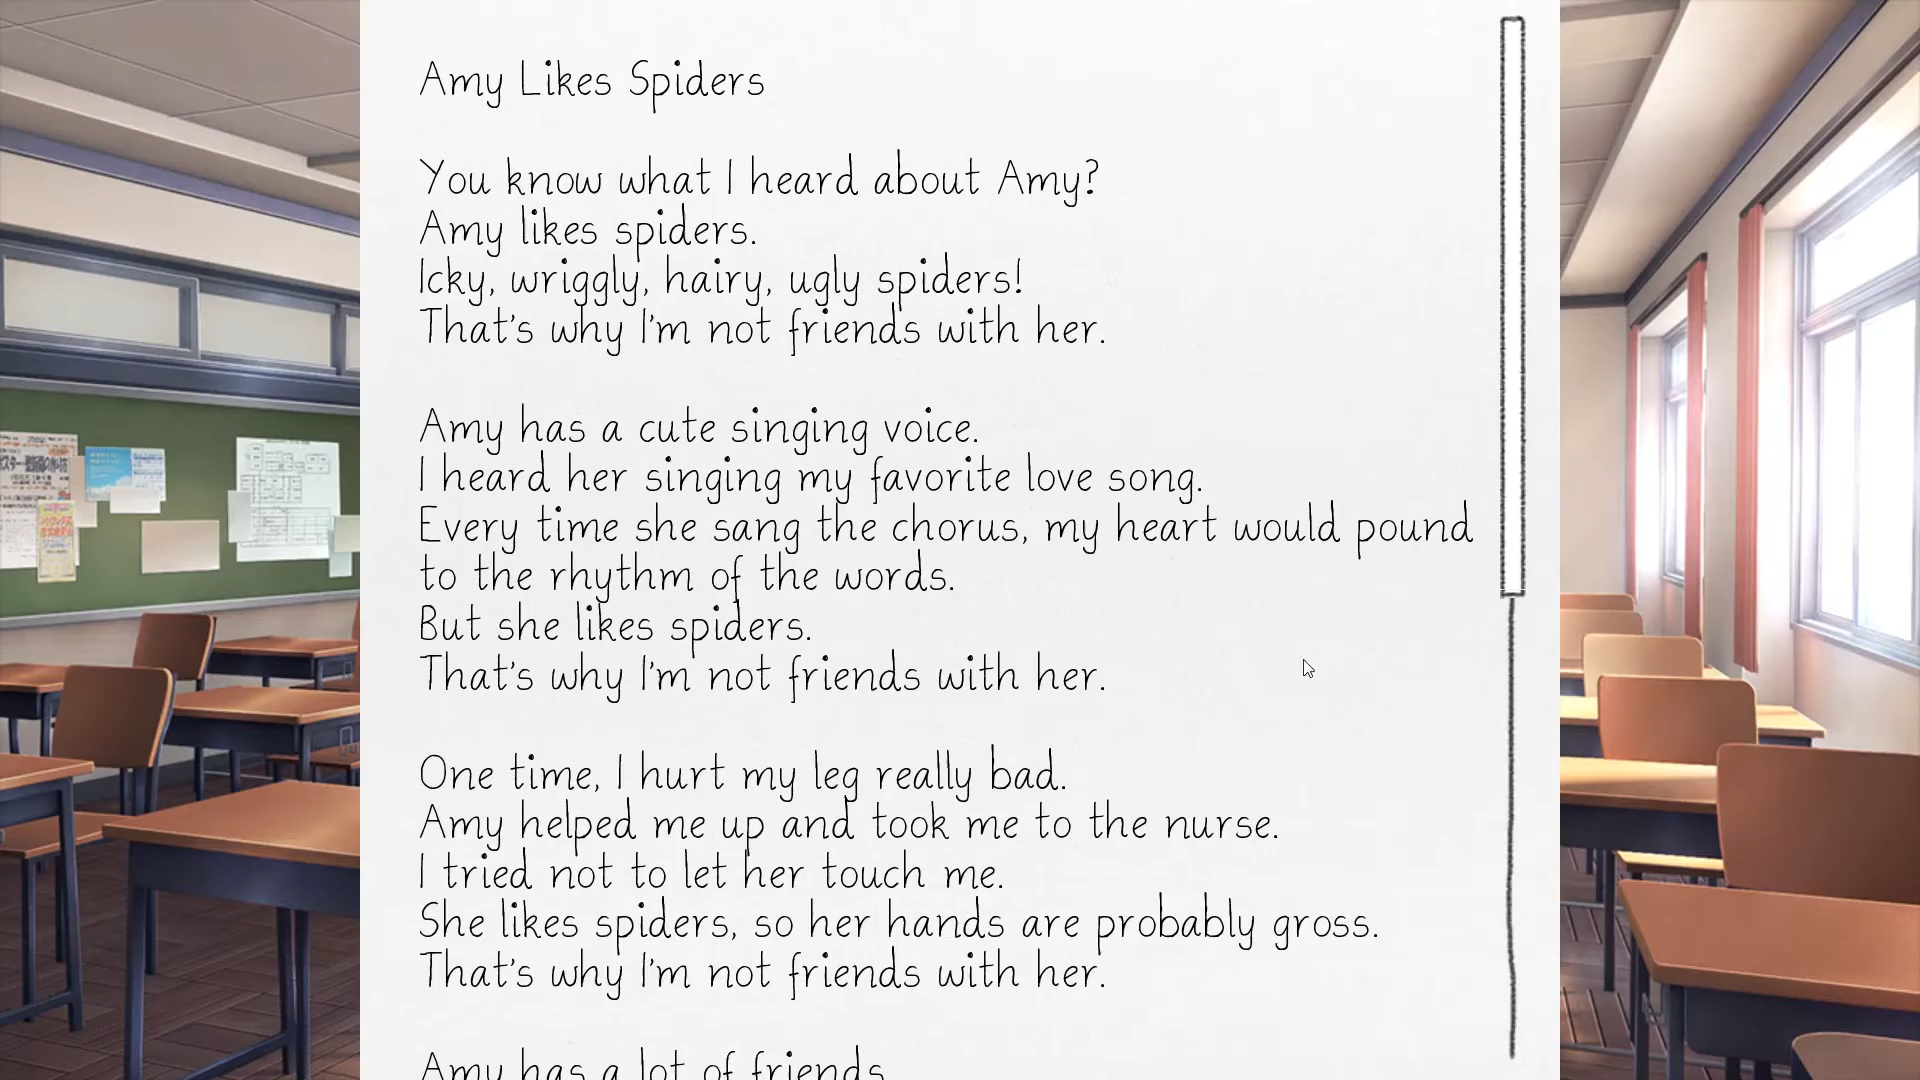 Amy Likes Spiders
You know what I heard about Amy?
Amy likes spiders.
Icky, wriggly, hairy, ugly spiders!
That's why I'm not friends with her.
Amy has a cute singing voice.
I heard her singing my favorite love song.
Every time she sang the chorus, my heart would pound
to the rhythm of the words.
But she likes spiders.
That's why I'm not friends with her.
One time, I hurt my leg really bad.
Amy helped me up and took me to the nurse.
I tried not to let her touch me.
She likes spiders, so her hands are probably gross.
That's why I'm not friends with her.
Amy has a lot of friends